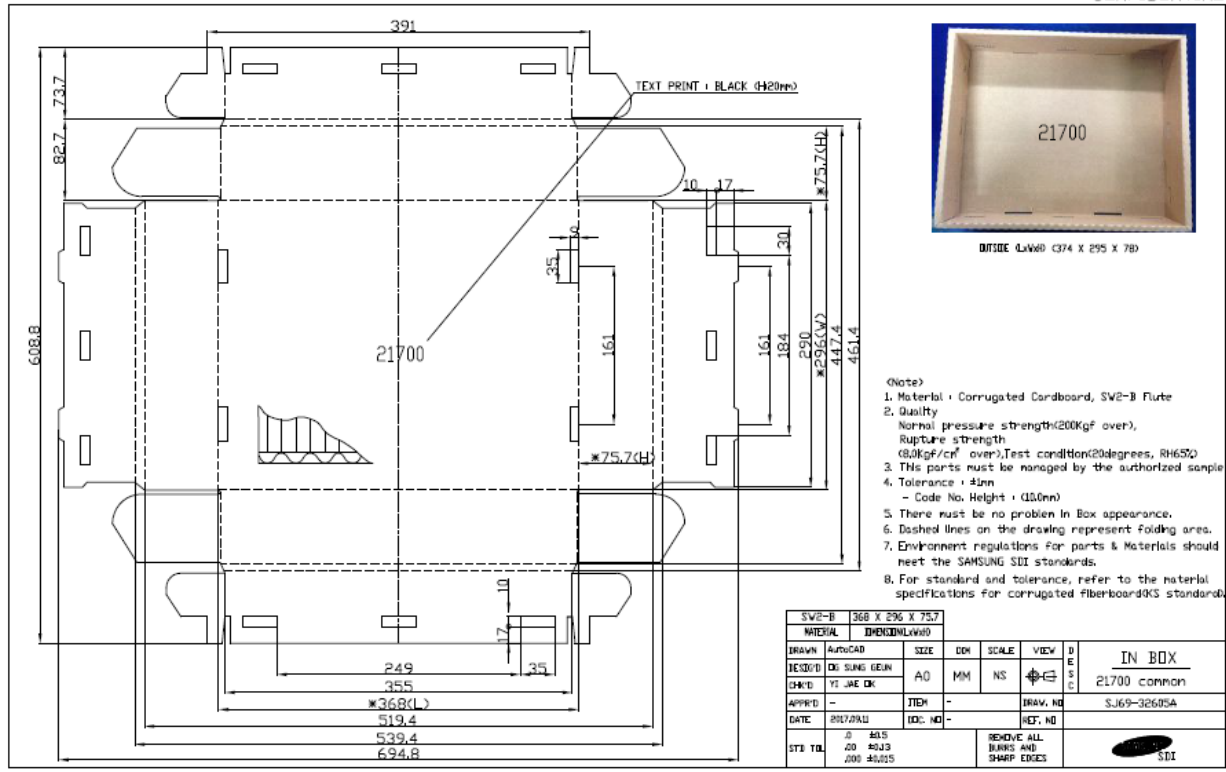 391
73.7
82.7
608.8
TEXT PRINT : BLACK (H:20mm)
*75.7(H)
10
17
9
35
30
161
161
184
290
*296(W)
447.4
461.4
21700
*75.7(H)
10
17
249
35
355
*368(L)
519.4
539.4
694.8
21700
OUTSIDE (LxWxH) (374 X 295 X 78)
<Note>
1. Material : Corrugated Cardboard, SW2-B Flute
2. Quality
Normal pressure strength(200Kgf over),
Rupture strength
(8.0Kgf/cm² over),Test condition(20degrees, RH65%)
3. This parts must be managed by the authorized sample
4. Tolerance : ±1mm
- Code No. Height : (10.0mm)
5. There must be no problem in Box appearance.
6. Dashed lines on the drawing represent folding area.
7. Environment regulations for parts & Materials should
meet the SAMSUNG SDI standards.
8. For standard and tolerance, refer to the material
specifications for corrugated fiberboard(KS standard).
SW2-B 368 X 296 X 75.7
MATERIAL DIMENSION(LxWxH)
DRAWN AutoCAD SIZE DIM SCALE VIEW DESC IN BOX
DESIG'D SUNG GEUN A0 MM NS 21700 common
CHK'D YI JAE OK
APPR'D - ITEM - DRAW. NO SJ69-32605A
DATE 2017.09.11 DOC. NO - REF. NO
STD TOL .0 ±0.5
.00 ±0.13
.000 ±0.015
REMOVE ALL
BURRS AND
SHARP EDGES
SDI